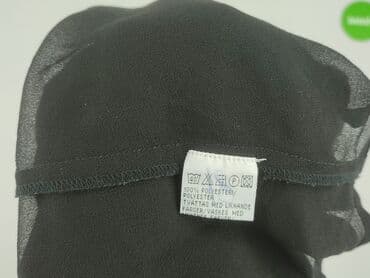 100% POLYESTER/
POLYESTER
TVÄTTAS MED LIKNANDE
FÄRGER/VASKES MED